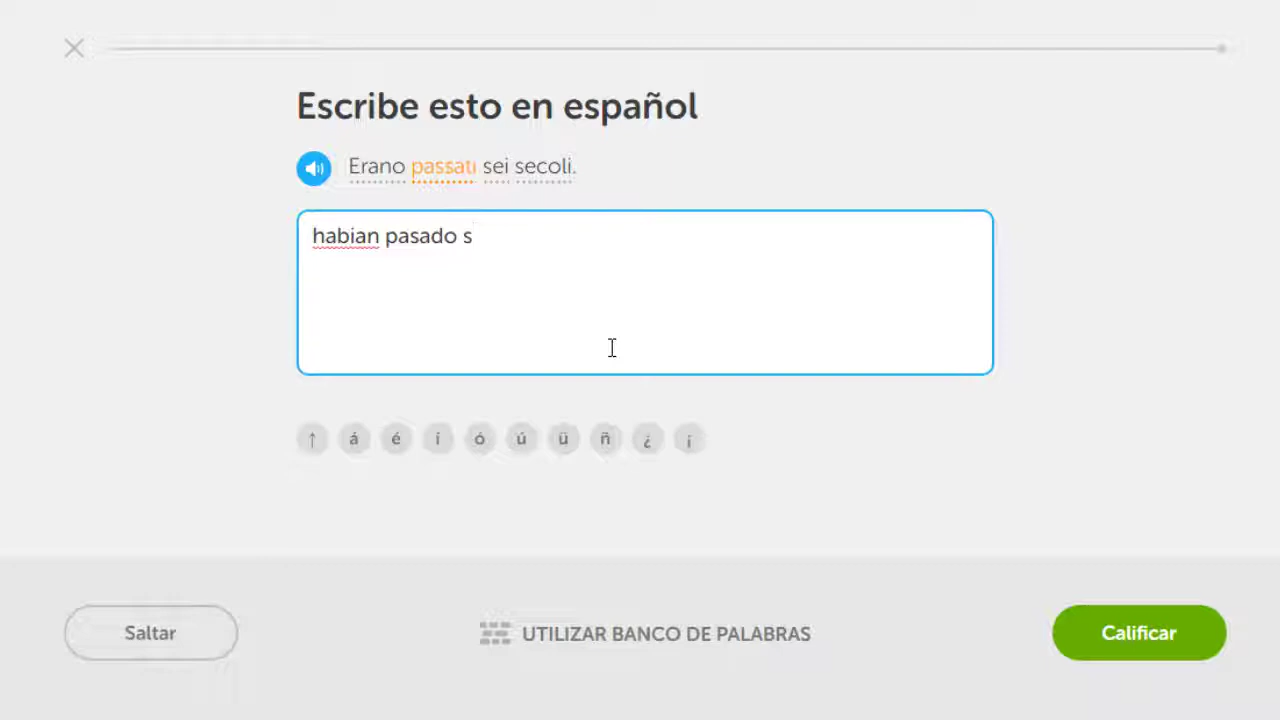 Escribe esto en español
Erano passati sei secoli.
habian pasado s
↑ á é í ó ú ü ñ ¿ ¡
Saltar
UTILIZAR BANCO DE PALABRAS
Calificar